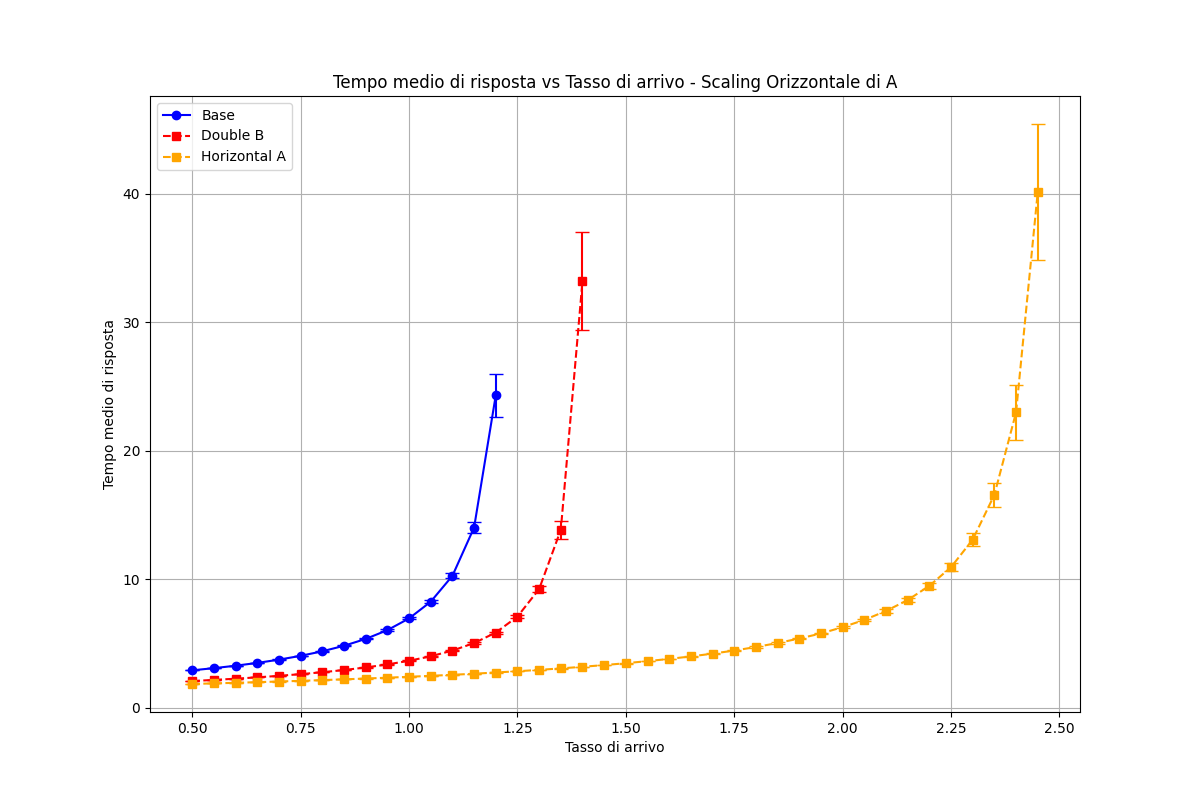 Tempo medio di risposta vs Tasso di arrivo - Scaling Orizzontale di A
Base
Double B
Horizontal A
Tempo medio di risposta
40
30
20
10
0
0.50 0.75 1.00 1.25 1.50 1.75 2.00 2.25 2.50
Tasso di arrivo